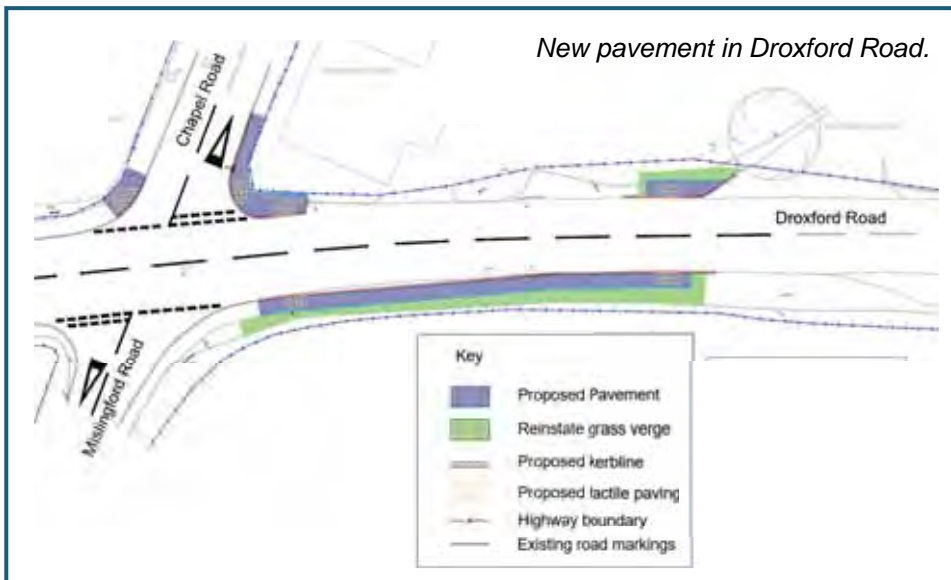 New pavement in Droxford Road.
Chapel Road
Droxford Road
Mislingford Road
Key
Proposed Pavement
Reinstate grass verge
Proposed kerbline
Proposed tactile paving
Highway boundary
Existing road markings